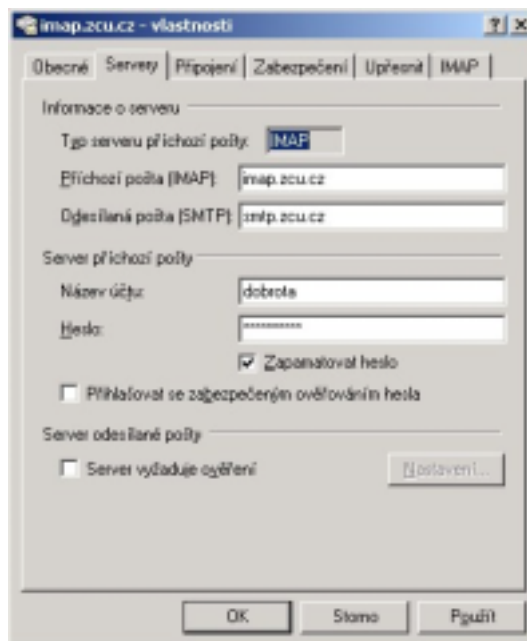 imap.zcu.cz - vlastnosti
Obecné Servery Připojení Zabezpečení Upřesnit IMAP
Informace o serveru
Typ serveru příchozí pošty: IMAP
Příchozí pošta (IMAP): imap.zcu.cz
Odesílaná pošta (SMTP): smtp.zcu.cz
Server příchozí pošty
Název účtu: dobrota
Heslo: **********
Zapamatovat heslo
Přihlašovat se zabezpečeným ověřováním hesla
Server odesílané pošty
Server vyžaduje ověření Nastavení...
OK Storno Použít